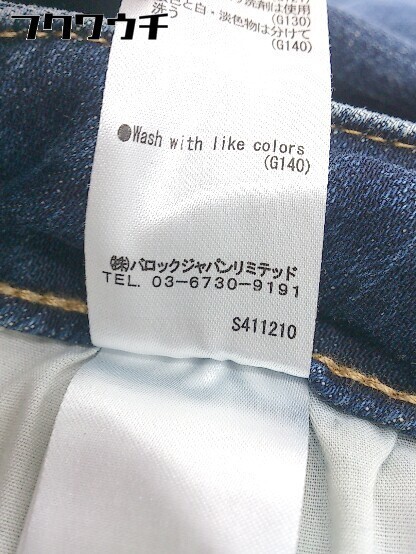 フクウウチ
洗剤は使用
(G130)
色と白・淡色物は分けて
洗う
(G140)
●Wash with like colors
(G140)
㈱バロックジャパンリミテッド
TEL. 03-6730-9191
S411210